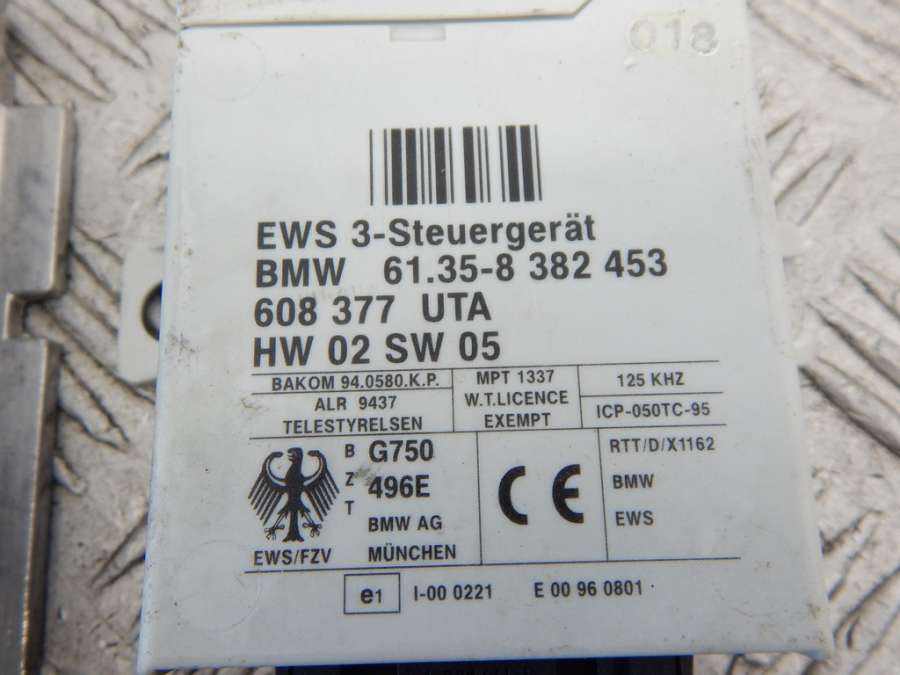 018
EWS 3-Steuergerät
BMW 61.35-8 382 453
608 377 UTA
HW 02 SW 05
BAKOM 94.0580.K.P.
ALR 9437
TELESTYRELSEN
MPT 1337
W.T.LICENCE
EXEMPT
125 KHZ
ICP-050TC-95
EWS/FZV
B
Z
T
G750
496E
BMW AG
MÜNCHEN
CE
RTT/D/X1162
BMW
EWS
e1 I-00 0221 E 00 96 0801